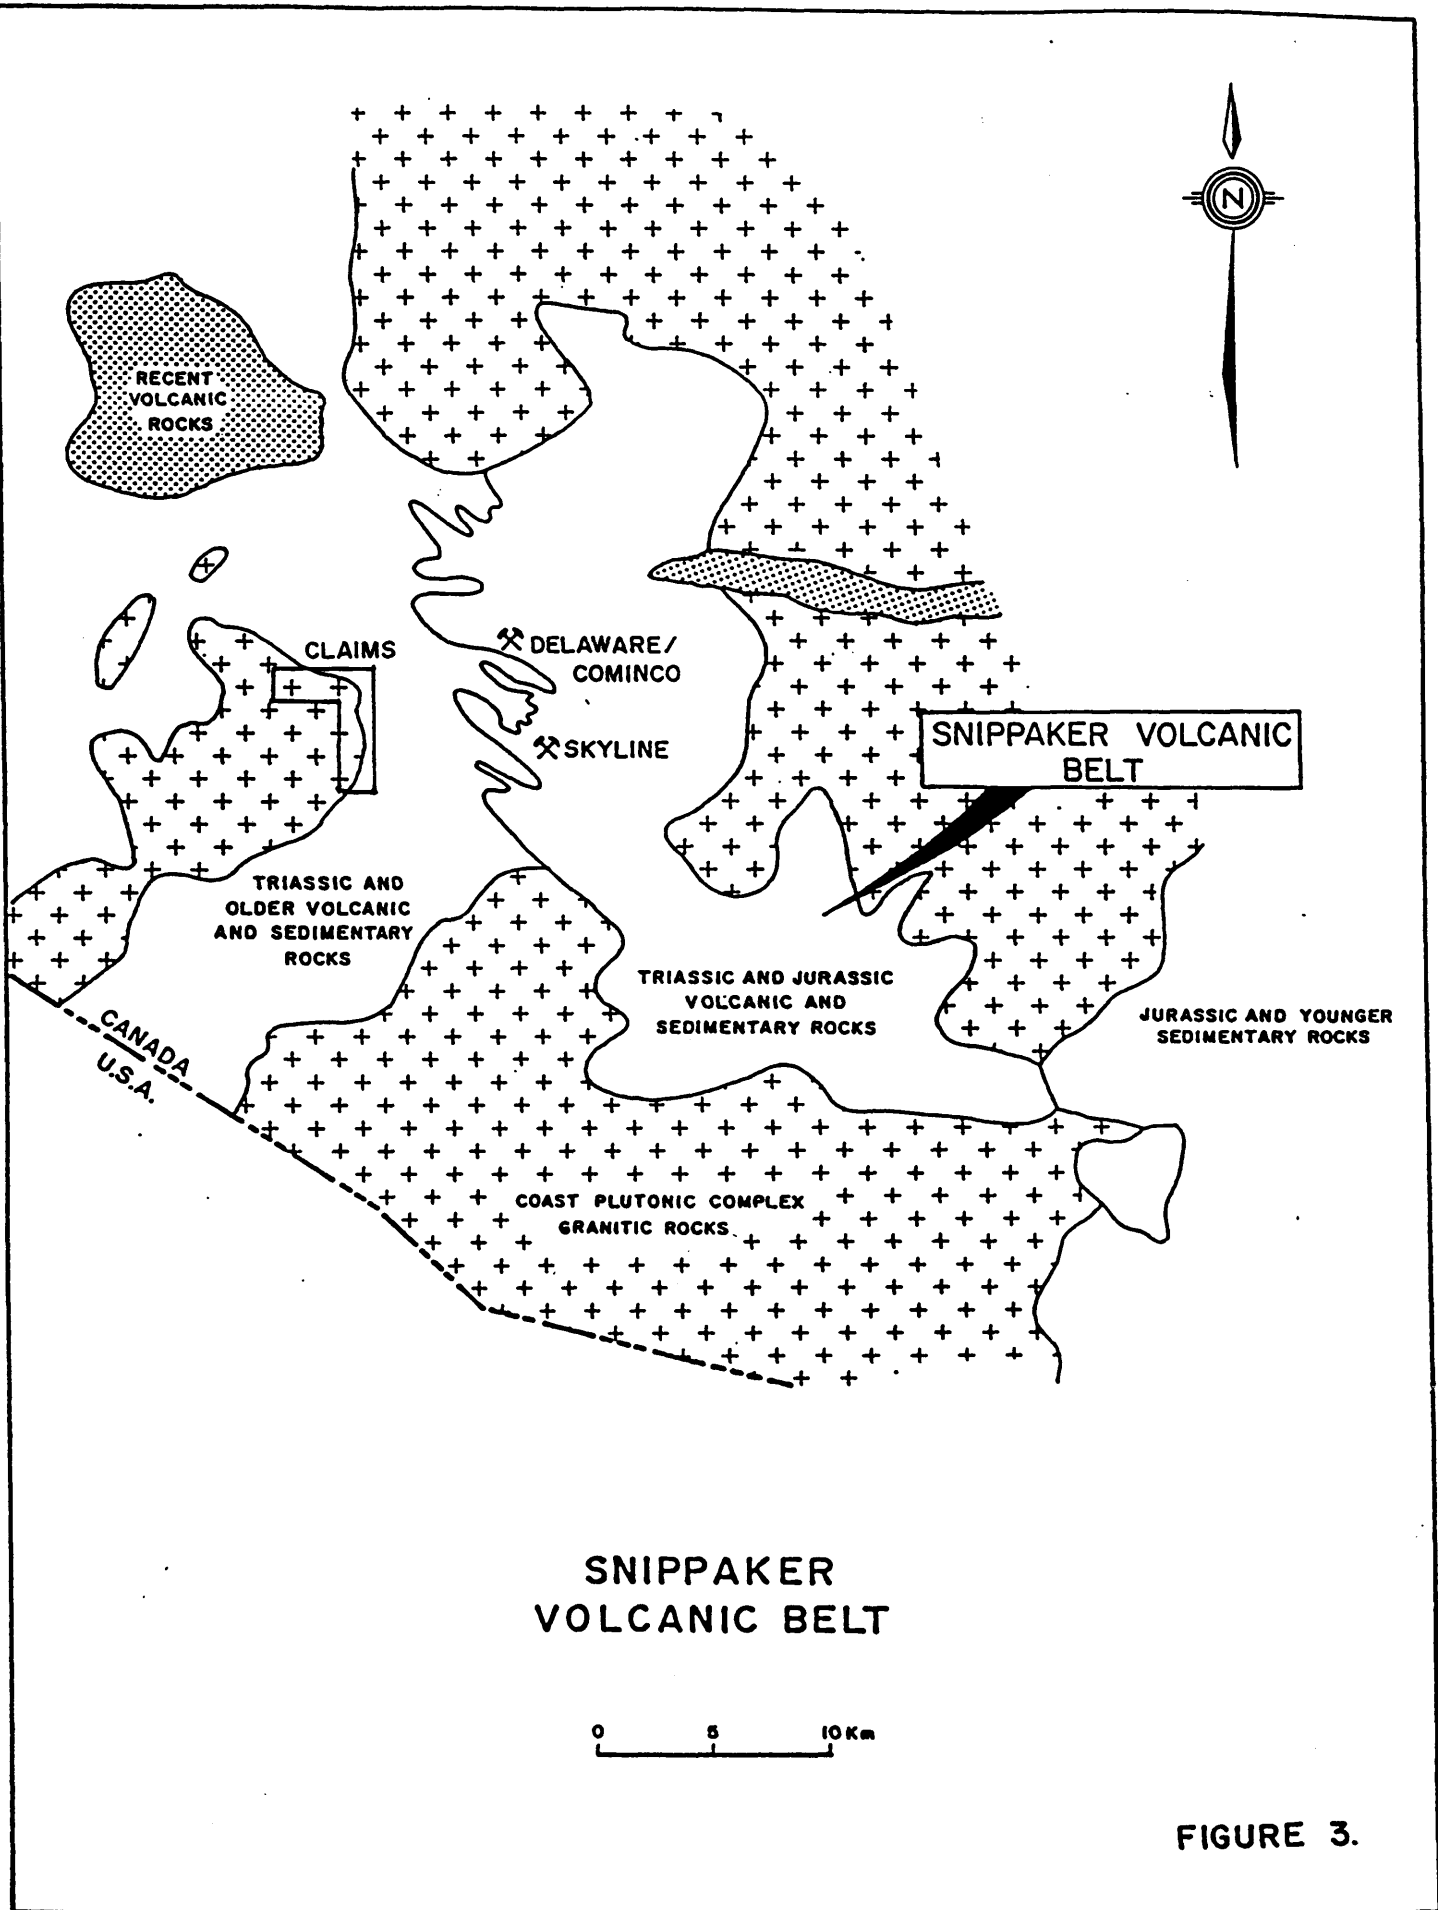 N
RECENT
VOLCANIC
ROCKS
CLAIMS
DELAWARE/
COMINCO
SKYLINE
SNIPPAKER VOLCANIC
BELT
TRIASSIC AND
OLDER VOLCANIC
AND SEDIMENTARY
ROCKS
TRIASSIC AND JURASSIC
VOLCANIC AND
SEDIMENTARY ROCKS
JURASSIC AND YOUNGER
SEDIMENTARY ROCKS
CANADA
U.S.A.
COAST PLUTONIC COMPLEX
GRANITIC ROCKS
SNIPPAKER
VOLCANIC BELT
0 5 10 Km
FIGURE 3.